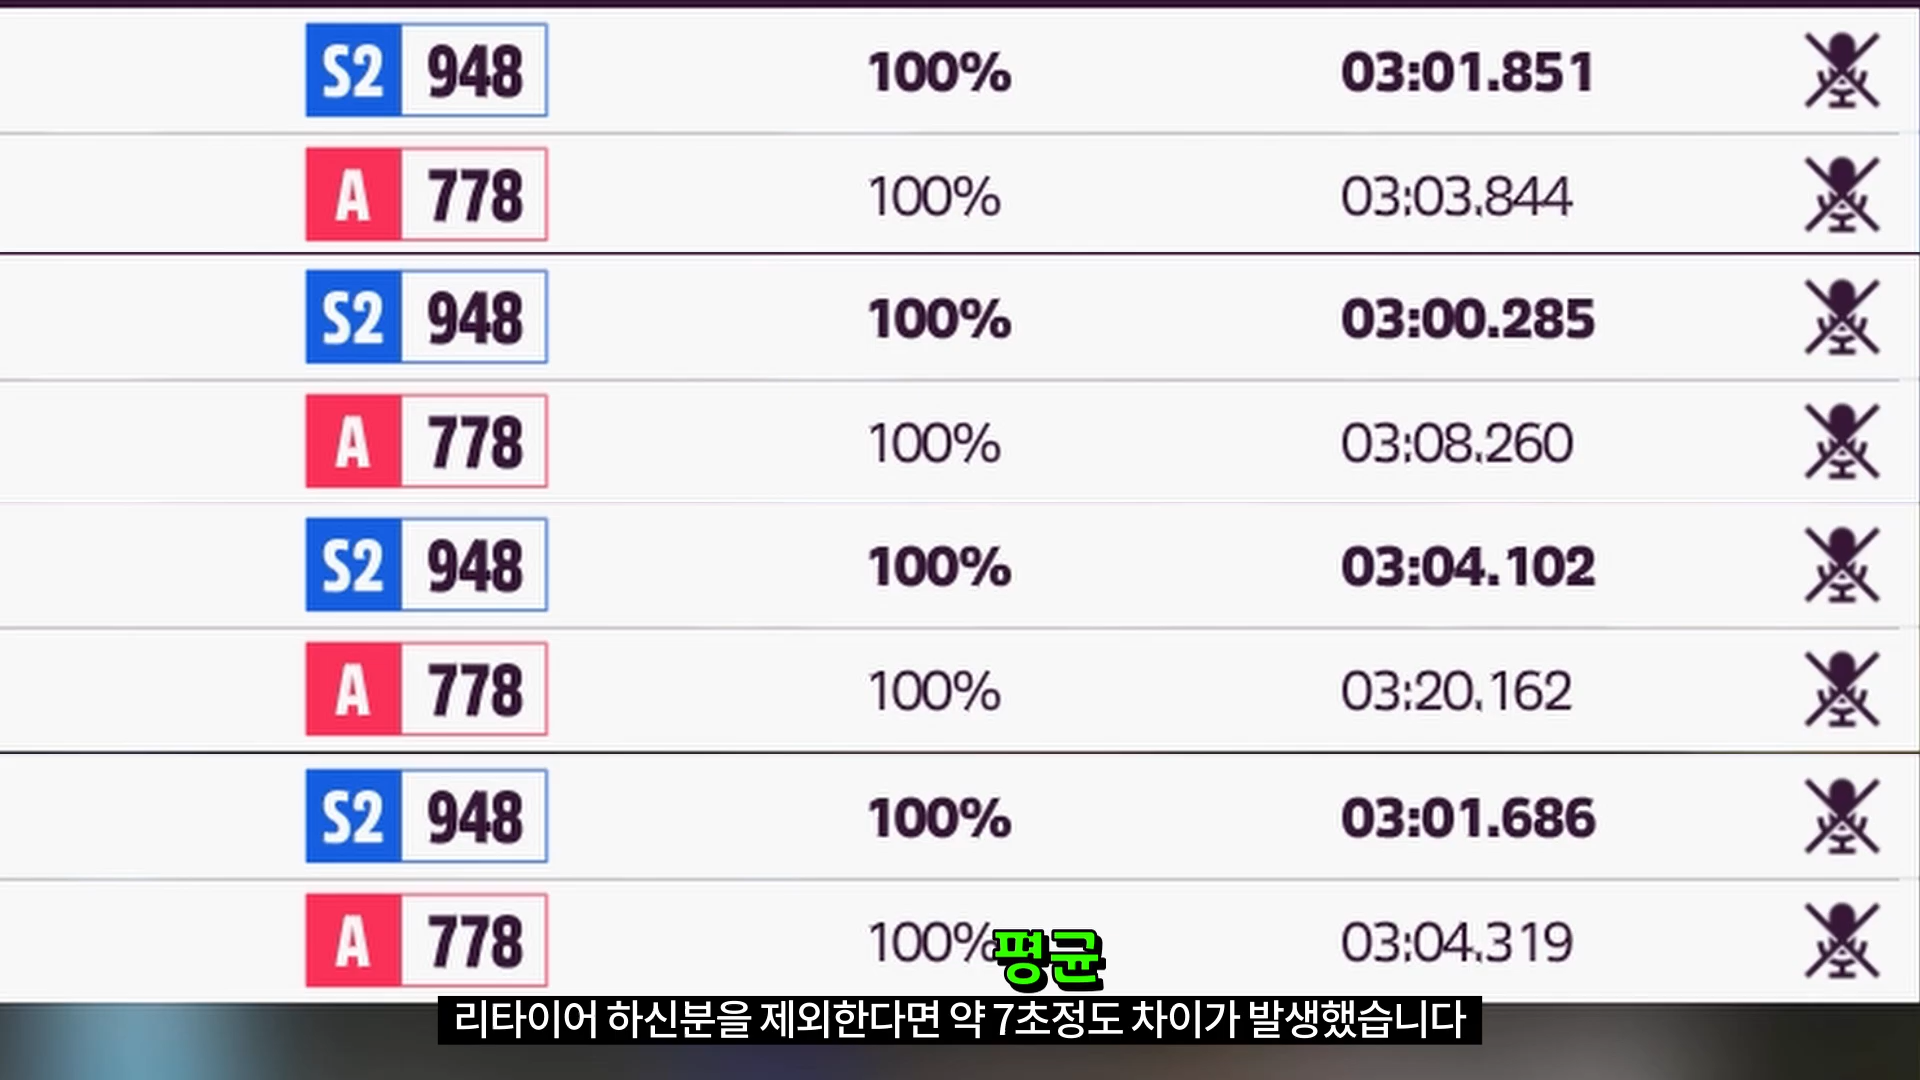 S2 948 100% 03:01.851
A 778 100% 03:03.844
S2 948 100% 03:00.285
A 778 100% 03:08.260
S2 948 100% 03:04.102
A 778 100% 03:20.162
S2 948 100% 03:01.686
A 778 100% 03:04.319
평균
리타이어 하신분을 제외한다면 약 7초정도 차이가 발생했습니다